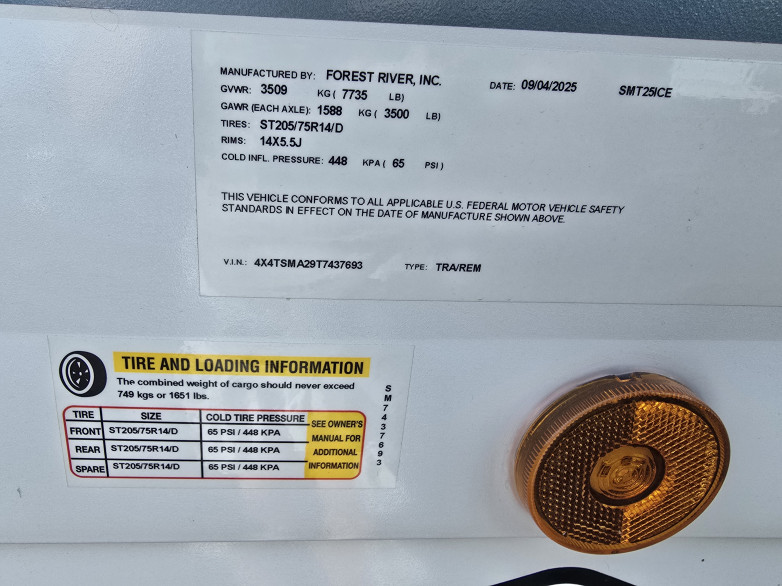 MANUFACTURED BY: FOREST RIVER, INC. DATE: 09/04/2025 SMT25ICE
GVWR: 3509 KG ( 7735 LB)
GAWR (EACH AXLE): 1588 KG ( 3500 LB)
TIRES: ST205/75R14/D
RIMS: 14X5.5J
COLD INFL. PRESSURE: 448 KPA ( 65 PSI )
THIS VEHICLE CONFORMS TO ALL APPLICABLE U.S. FEDERAL MOTOR VEHICLE SAFETY
STANDARDS IN EFFECT ON THE DATE OF MANUFACTURE SHOWN ABOVE.
V.I.N.: 4X4TSMA29T7437693 TYPE: TRA/REM
TIRE AND LOADING INFORMATION
The combined weight of cargo should never exceed
749 kgs or 1651 lbs.
TIRE SIZE COLD TIRE PRESSURE
FRONT ST205/75R14/D 65 PSI / 448 KPA
REAR ST205/75R14/D 65 PSI / 448 KPA
SPARE ST205/75R14/D 65 PSI / 448 KPA
SEE OWNER'S
MANUAL FOR
ADDITIONAL
INFORMATION
SM7437693